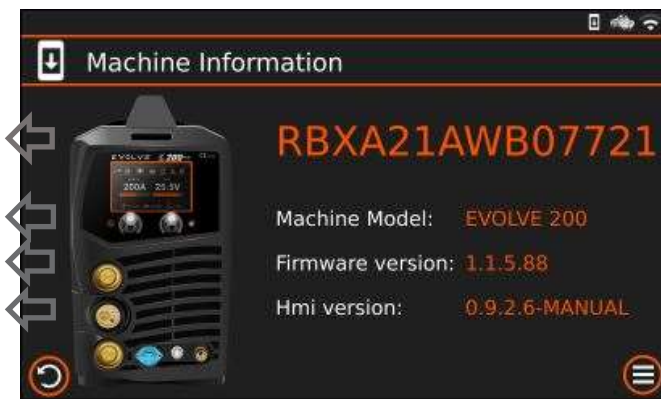 Machine Information
RBXA21AWB07721
EVOLVE 200
200A 25.5V
Machine Model: EVOLVE 200
Firmware version: 1.1.5.88
Hmi version: 0.9.2.6-MANUAL